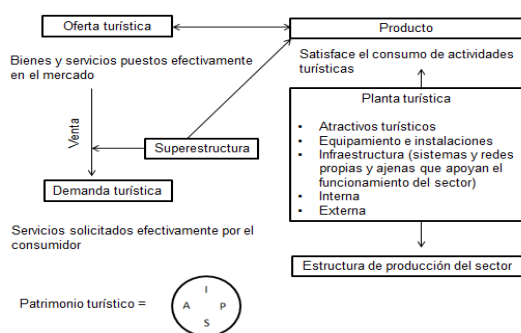 Oferta turística
Bienes y servicios puestos efectivamente
en el mercado
Venta
Superestructura
Demanda turística
Servicios solicitados efectivamente por el
consumidor
Patrimonio turístico =
I
A P
S
Producto
Satisface el consumo de actividades
turísticas
Planta turística
• Atractivos turísticos
• Equipamiento e instalaciones
• Infraestructura (sistemas y redes
propias y ajenas que apoyan el
funcionamiento del sector)
• Interna
• Externa
Estructura de producción del sector